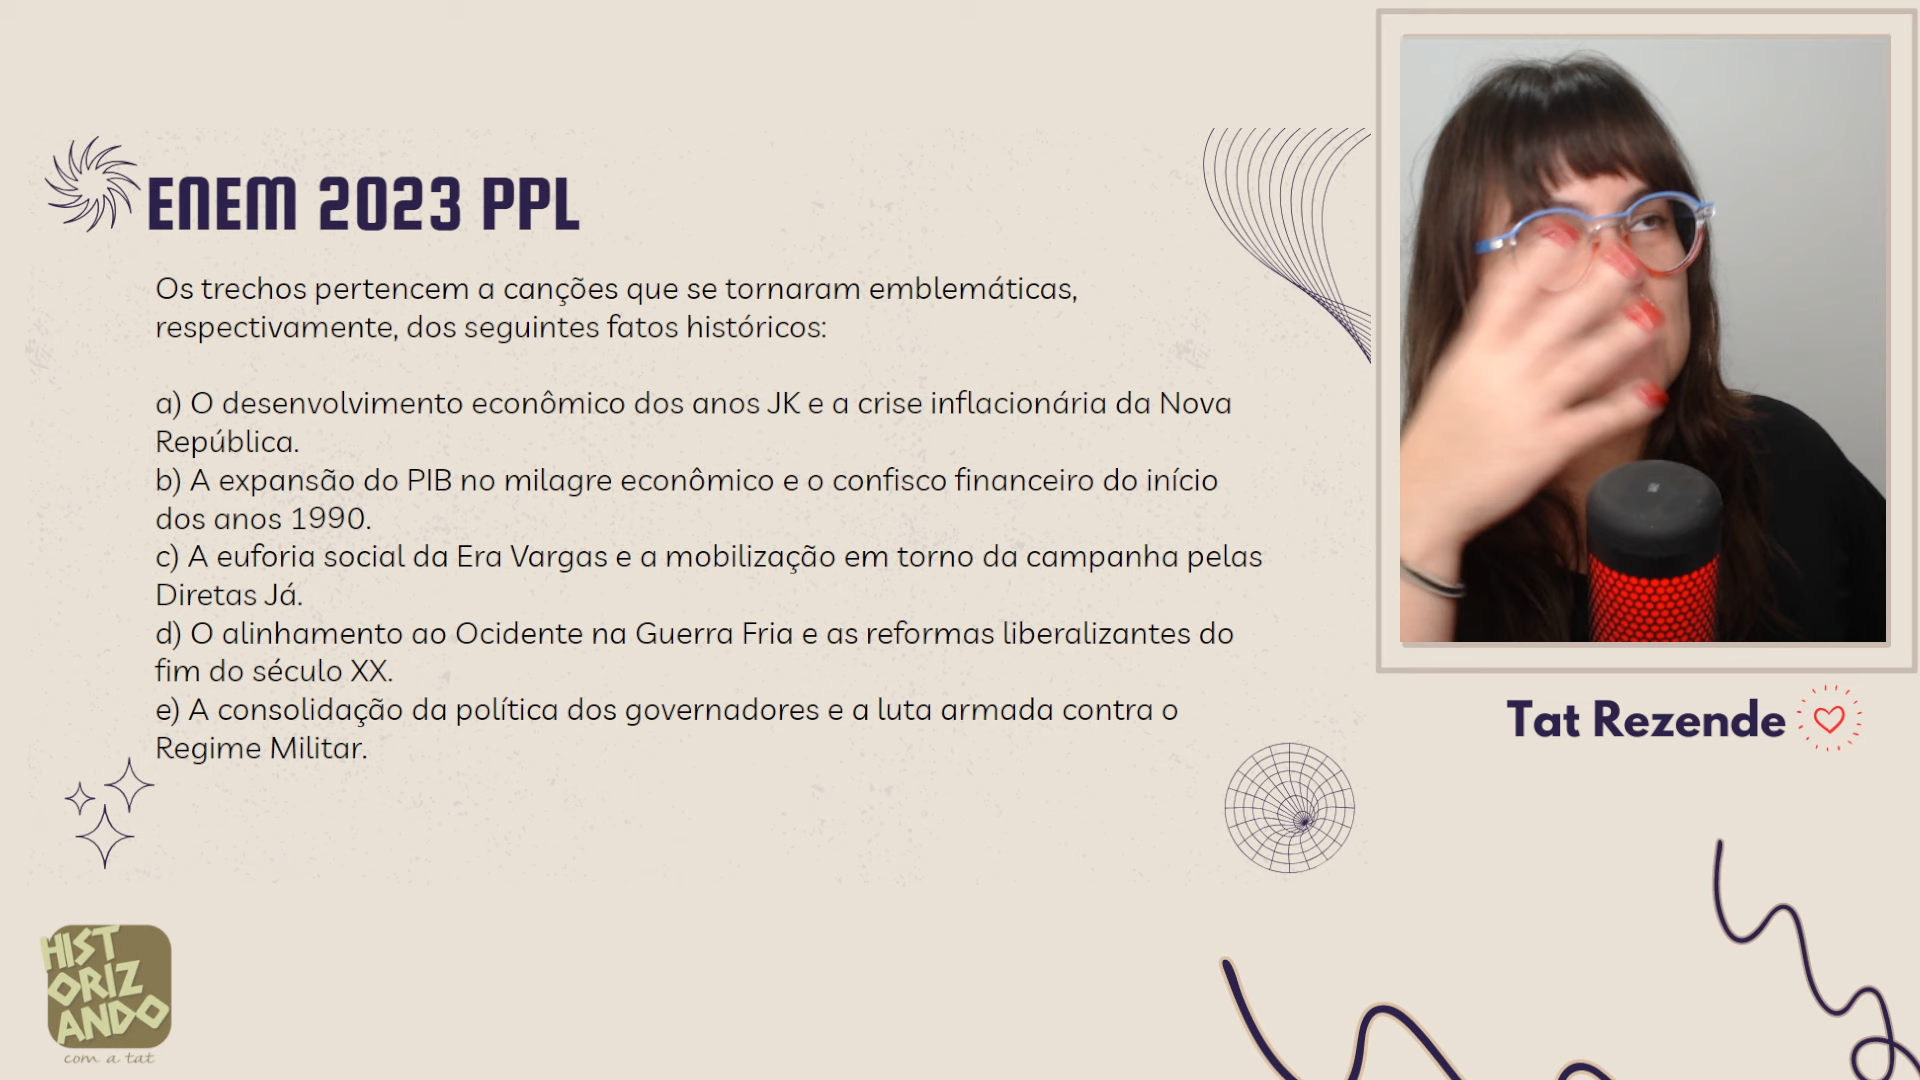 ENEM 2023 PPL
Os trechos pertencem a canções que se tornaram emblemáticas,
respectivamente, dos seguintes fatos históricos:
a) O desenvolvimento econômico dos anos JK e a crise inflacionária da Nova
República.
b) A expansão do PIB no milagre econômico e o confisco financeiro do início
dos anos 1990.
c) A euforia social da Era Vargas e a mobilização em torno da campanha pelas
Diretas Já.
d) O alinhamento ao Ocidente na Guerra Fria e as reformas liberalizantes do
fim do século XX.
e) A consolidação da política dos governadores e a luta armada contra o
Regime Militar.
Tat Rezende
HIST
ORIZ
ANDO
com a tat